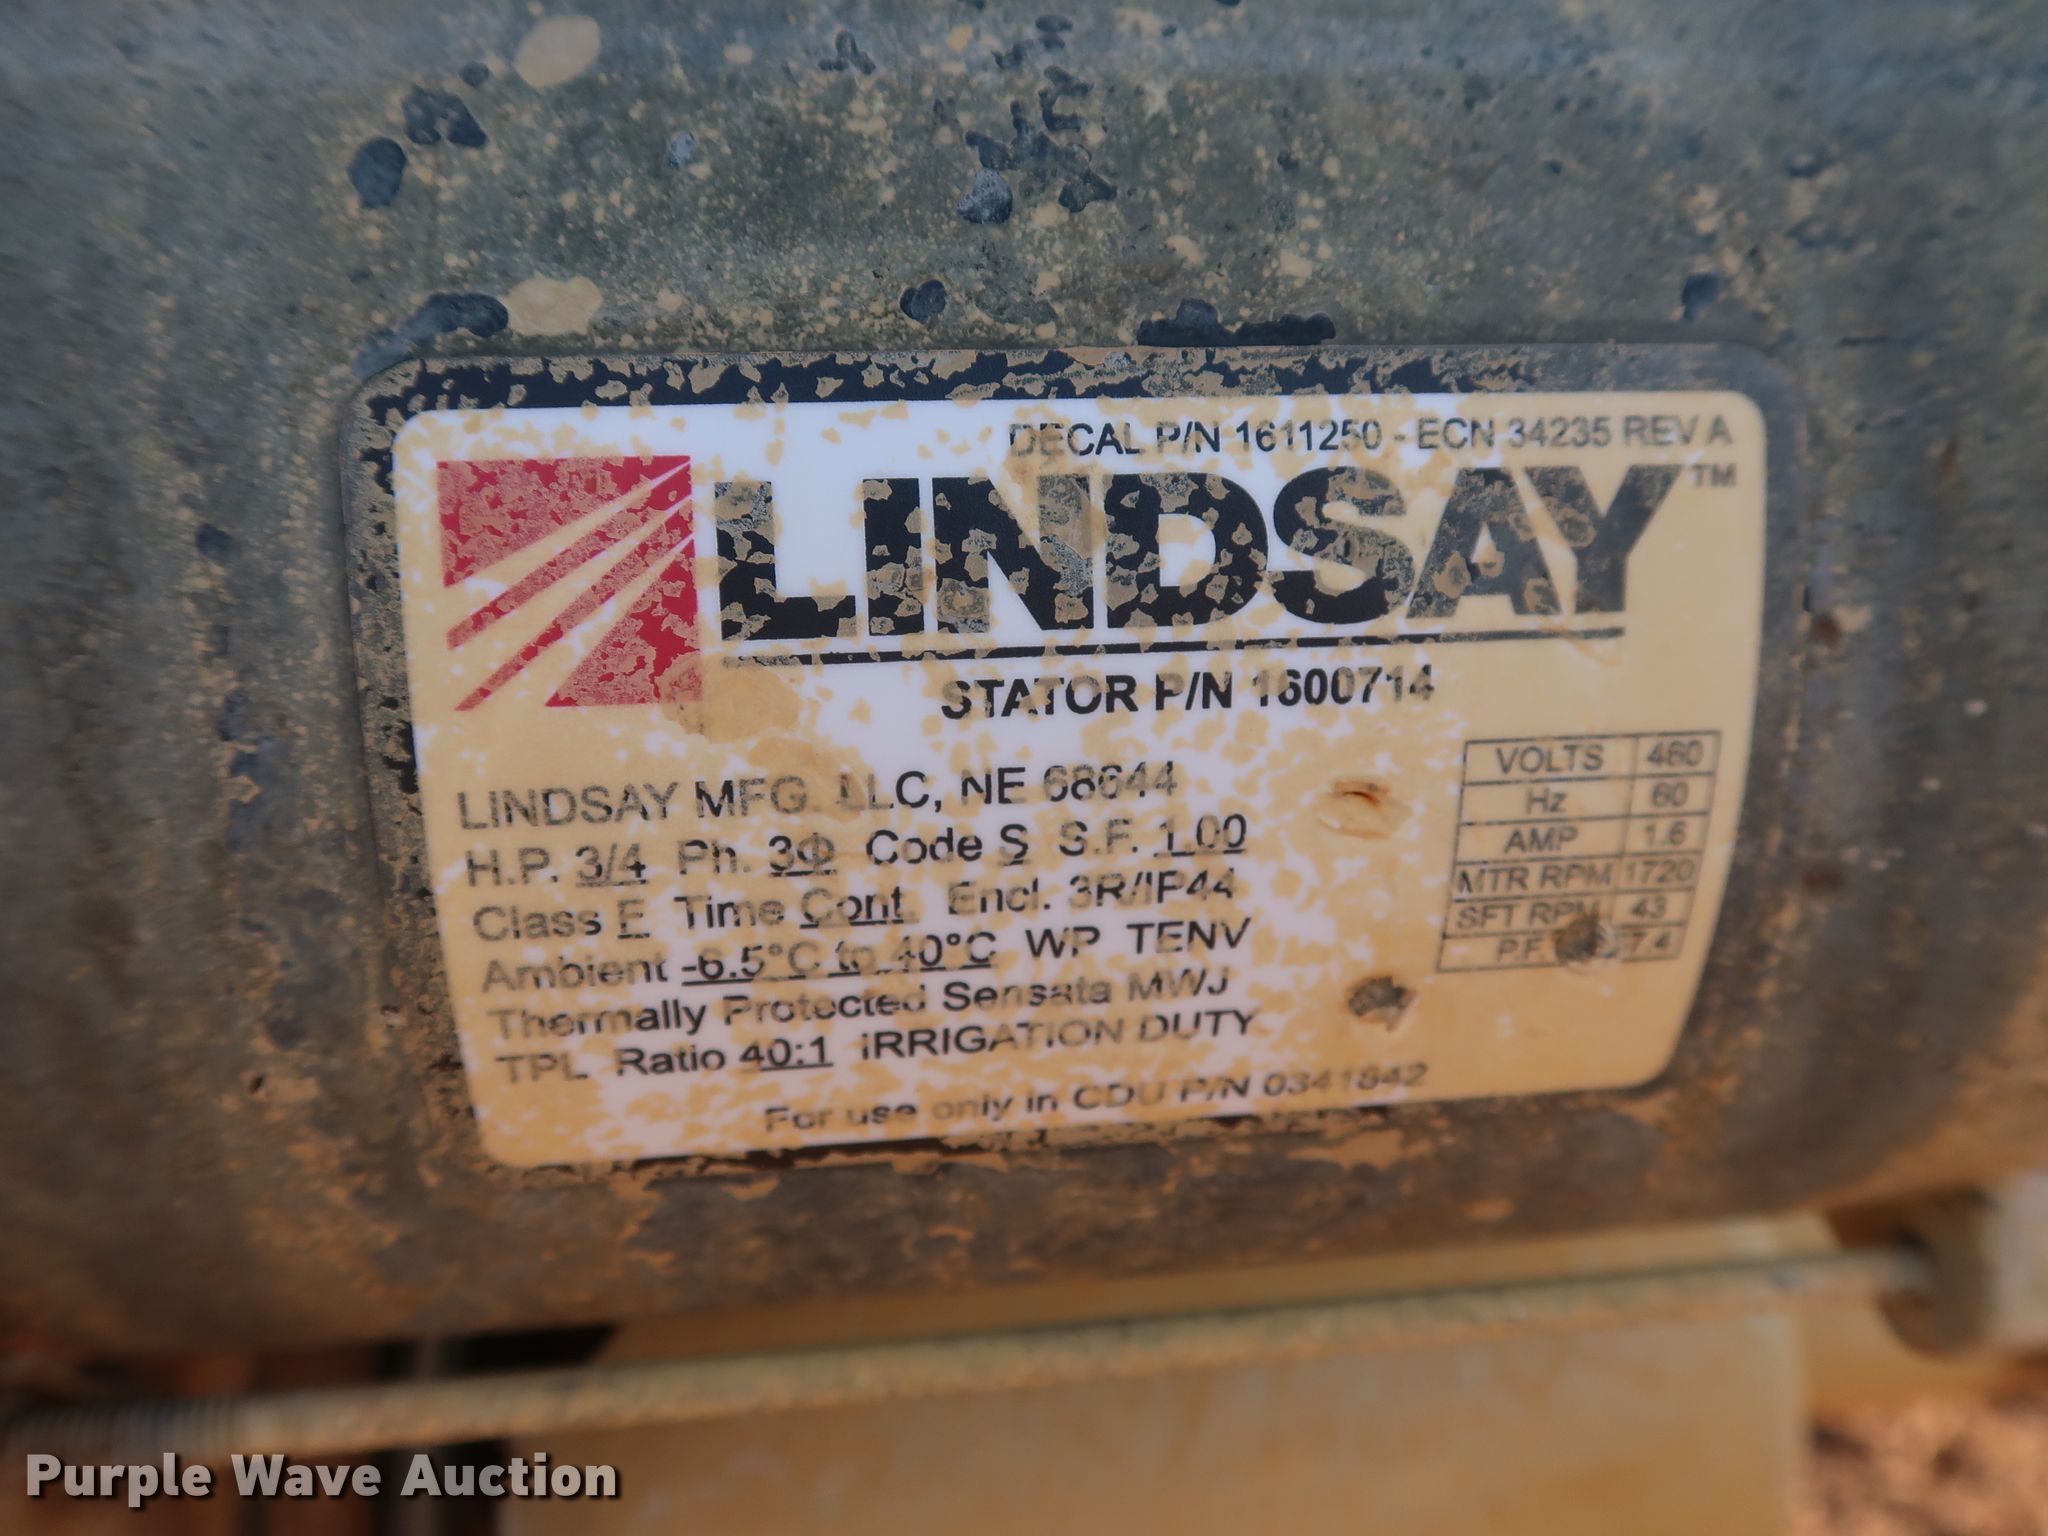 DECAL P/N 1611250 - ECN 34235 REV A
LINDSAY™
STATOR P/N 1600714
LINDSAY MFG. LLC, NE 68644
H.P. 3/4 Ph. 3Φ Code S S.F. 1.00
Class F Time Cont. Encl. 3R/IP44
Ambient -6.5°C to 40°C WP TENV
Thermally Protected Sensata MWJ
TPL Ratio 40:1 IRRIGATION DUTY
For use only in CDU P/N 0341842
VOLTS 460
Hz 60
AMP 1.6
MTR RPM 1720
SFT RPM 43
P.F. 7.4
Purple Wave Auction